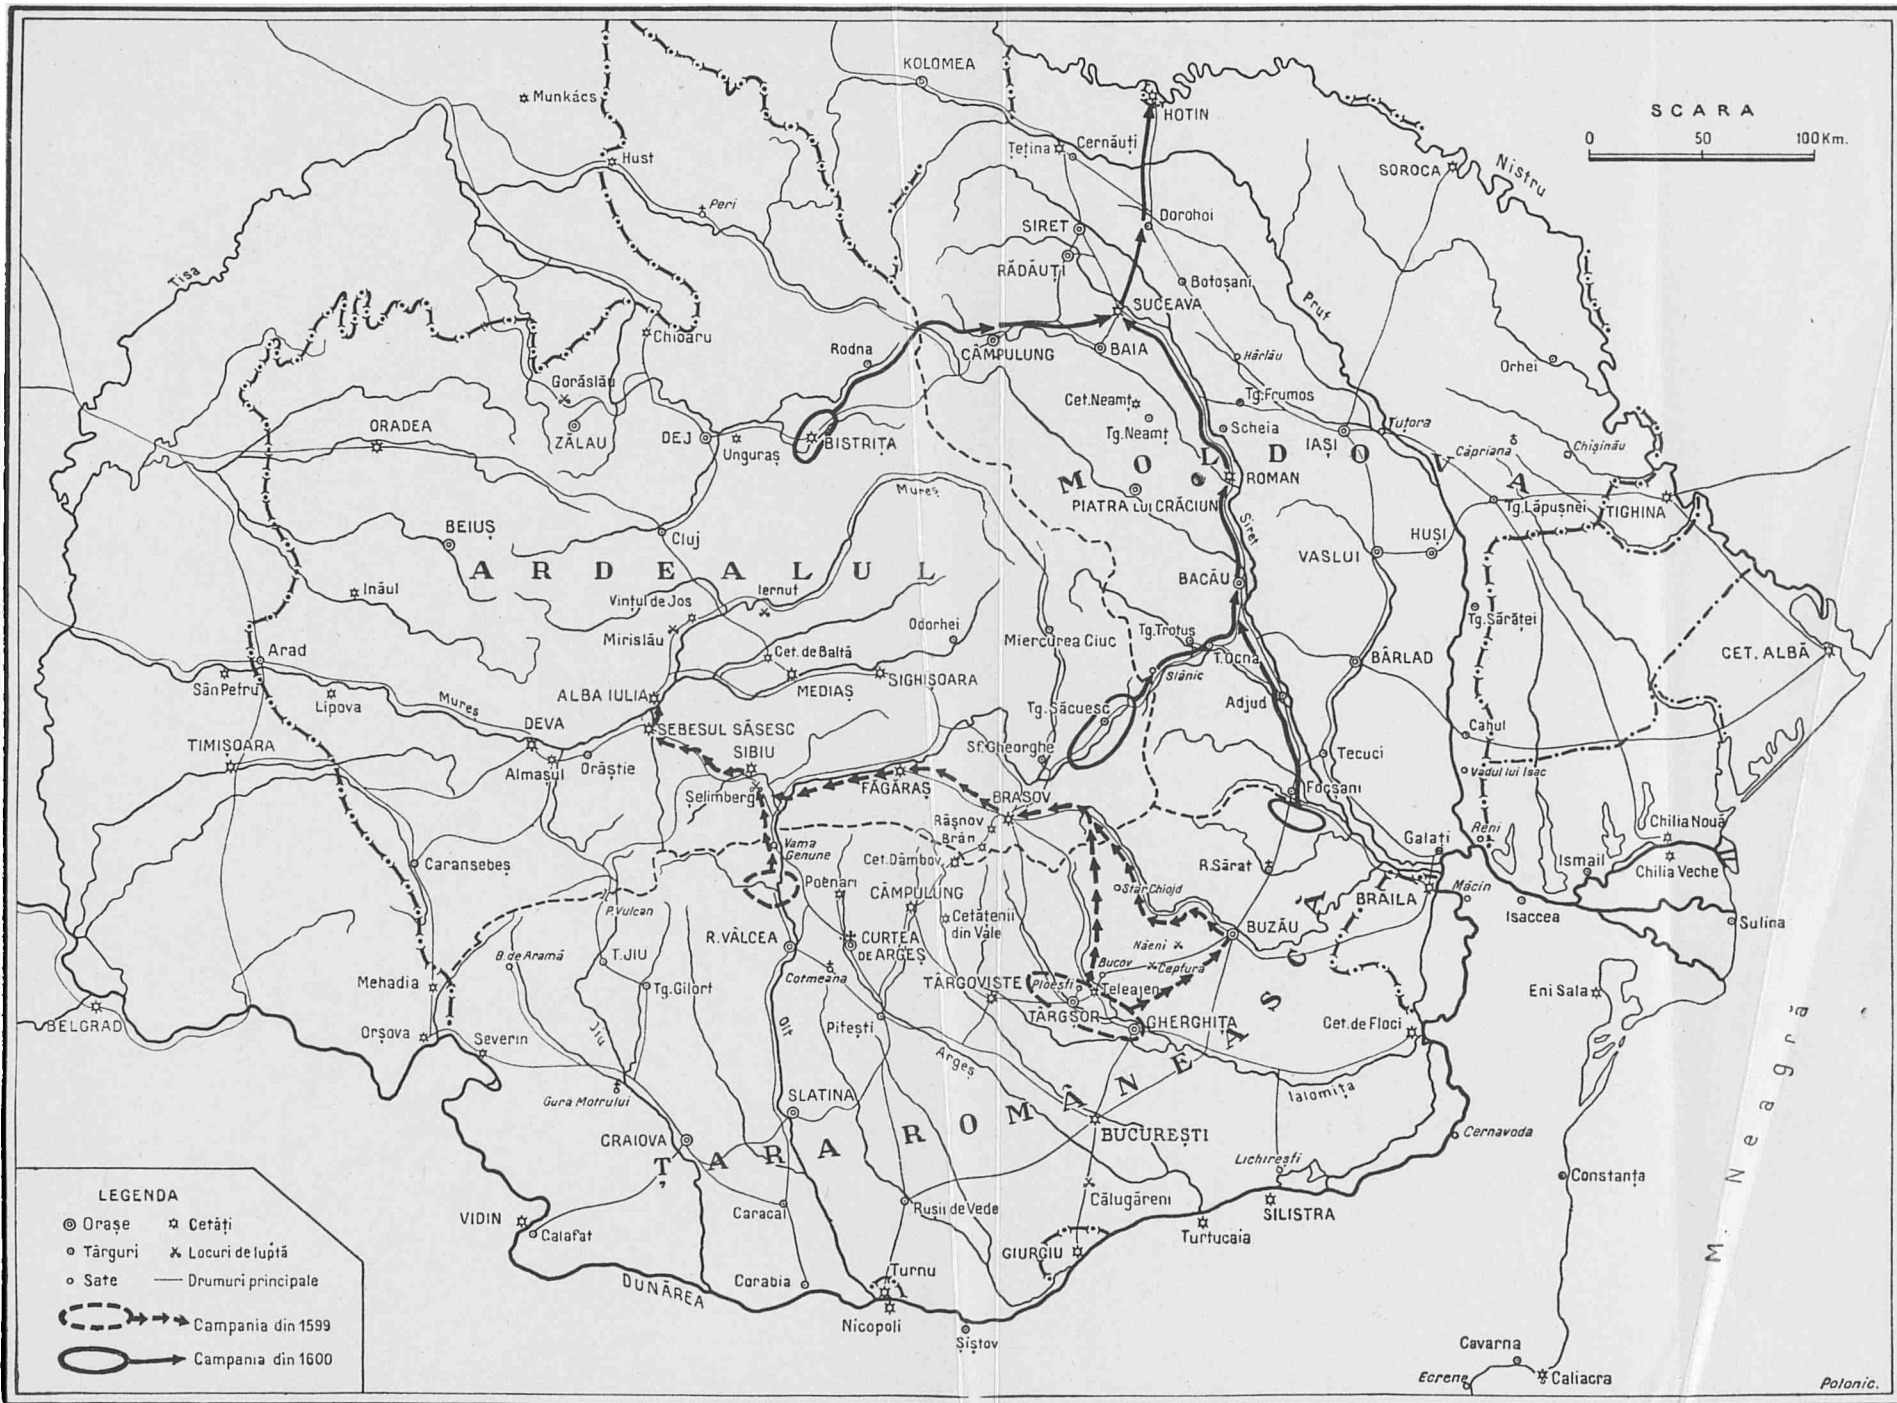 KOLOMEA
Munkács
HOTIN
SCARA
0 50 100 Km.
Țețina
Cernăuți
Hust
SOROCA
Nistru
Peri
Dorohoi
SIRET
RĂDĂUȚI
Tisa
Botoșani
SUCEAVA
Prut
Chioaru
Rodna
CÂMPULUNG
BAIA
Hârlău
Orhei
Gorăslău
Cet.Neamț
Tg.Frumos
ORADEA
ZĂLAU
DEJ
Unguraș
BISTRIȚA
Tg.Neamț
Scheia
IAȘI
Țuțora
Căpriana
Chișinău
MOLDOVA
Mureș
ROMAN
PIATRA LUI CRĂCIUN
Tg.Lăpușnei
TIGHINA
Siret
BEIUȘ
Cluj
VASLUI
HUȘI
ARDEALUL
BACĂU
Inăul
Vințul de Jos
Iernut
Mirislău
Odorhei
Miercurea Ciuc
Tg.Trotuș
Tg.Sărăței
Arad
Cet. de Baltă
T.Ocna
BÂRLAD
CET. ALBĂ
Sân Petru
Lipova
Mureș
ALBA IULIA
MEDIAȘ
SIGHIȘOARA
Slănic
Tg.Săcuesc
Adjud
DEVA
SEBEȘUL SĂSESC
Cahul
TIMIȘOARA
SIBIU
Sf.Gheorghe
Almașul
Orăștie
Tecuci
Vadul lui Isac
Șelimberg
FĂGĂRAȘ
BRAȘOV
Focșani
Râșnov
Brân
Chilia Nouă
Vama
Genune
Cet.Dâmbov.
Galați
Reni
Caransebeș
R.Sărat
Ismail
Chilia Veche
Poenari
CÂMPULUNG
Star.Chiojd
BRĂILA
Măcin
P.Vulcan
Cetățenii
din Vale
Isaccea
Sulina
R.VÂLCEA
CURTEA
DE ARGEȘ
BUZĂU
B.de Aramă
T.JIU
Năeni
Cotmeana
Bucov
Cepfura
Mehadia
Tg.Gilort
TÂRGOVIȘTE
Ploești
Teleajen
Eni Sala
BELGRAD
Orșova
Severin
Jiu
Olt
Pitești
TÂRGȘOR
GHERGHIȚA
Cet.de Floci
Argeș
Ialomița
M. Neagră
Gura Motrului
SLATINA
CRAIOVA
BUCUREȘTI
Cernavoda
ȚARA ROMÂNEASCĂ
Lichirești
Constanța
LEGENDA
Orașe
Cetăți
Târguri
Locuri de luptă
Sate
Drumuri principale
Campania din 1599
Campania din 1600
VIDIN
Calafat
Caracal
Rușii de Vede
Călugăreni
SILISTRA
Turtucaia
GIURGIU
DUNĂREA
Corabia
Turnu
Nicopoli
Șiștov
Cavarna
Ecrene
Caliacra
Polonic.